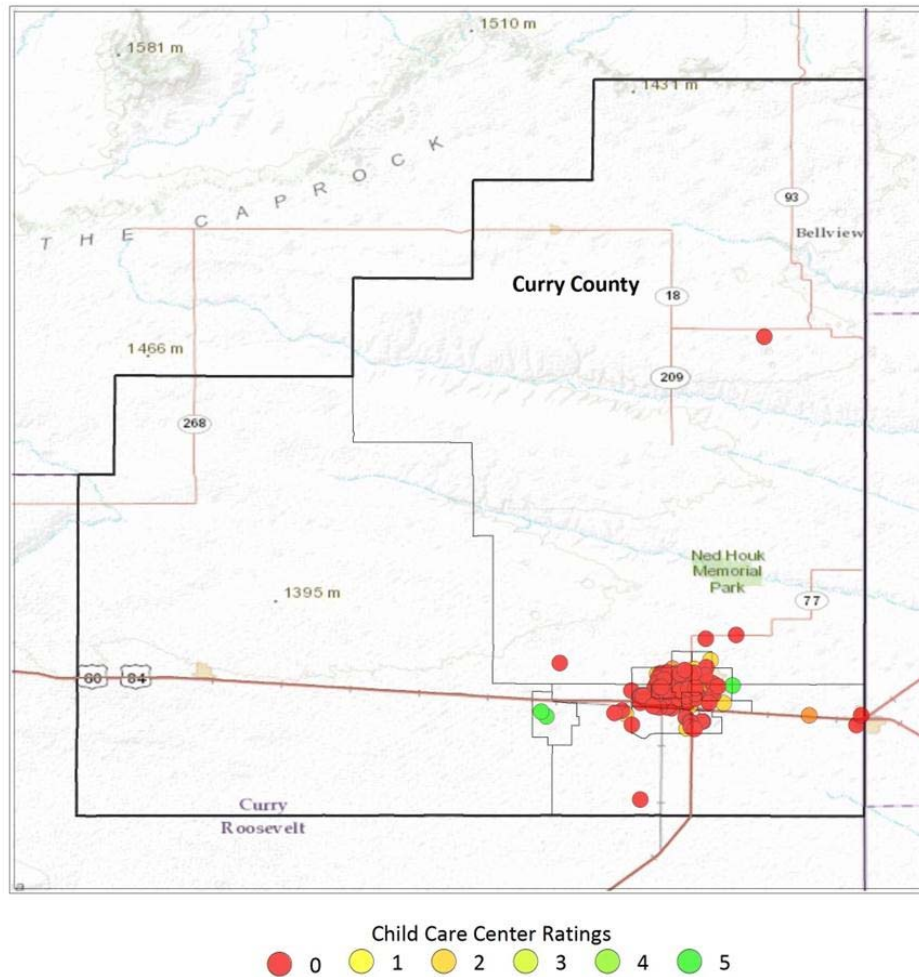 1510 m
1581 m
1431 m
THE CAPROCK
93
Bellview
Curry County
18
1466 m
209
268
Ned Houk
Memorial
Park
1395 m
77
60 84
Curry
Roosevelt
Child Care Center Ratings
0 1 2 3 4 5